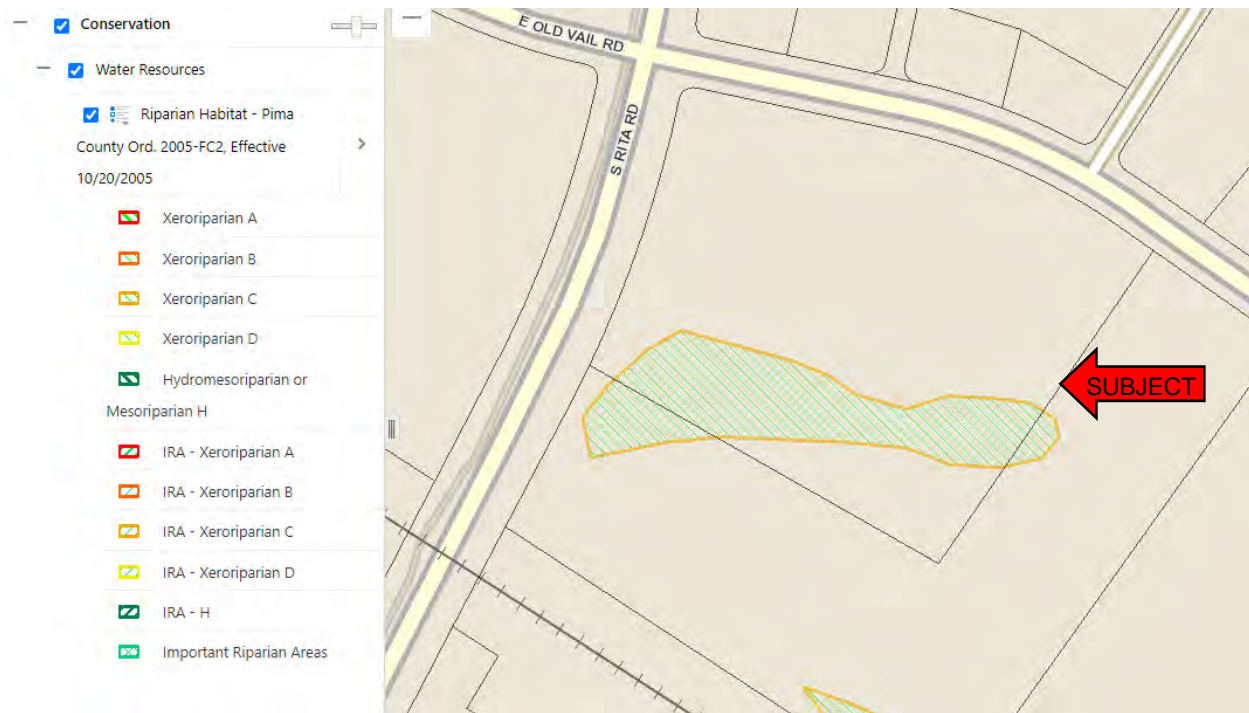 Conservation
Water Resources
Riparian Habitat - Pima
County Ord. 2005-FC2, Effective
10/20/2005
Xeroriparian A
Xeroriparian B
Xeroriparian C
Xeroriparian D
Hydromesoriparian or
Mesoriparian H
IRA - Xeroriparian A
IRA - Xeroriparian B
IRA - Xeroriparian C
IRA - Xeroriparian D
IRA - H
Important Riparian Areas
E OLD VAIL RD
S RITA RD
SUBJECT